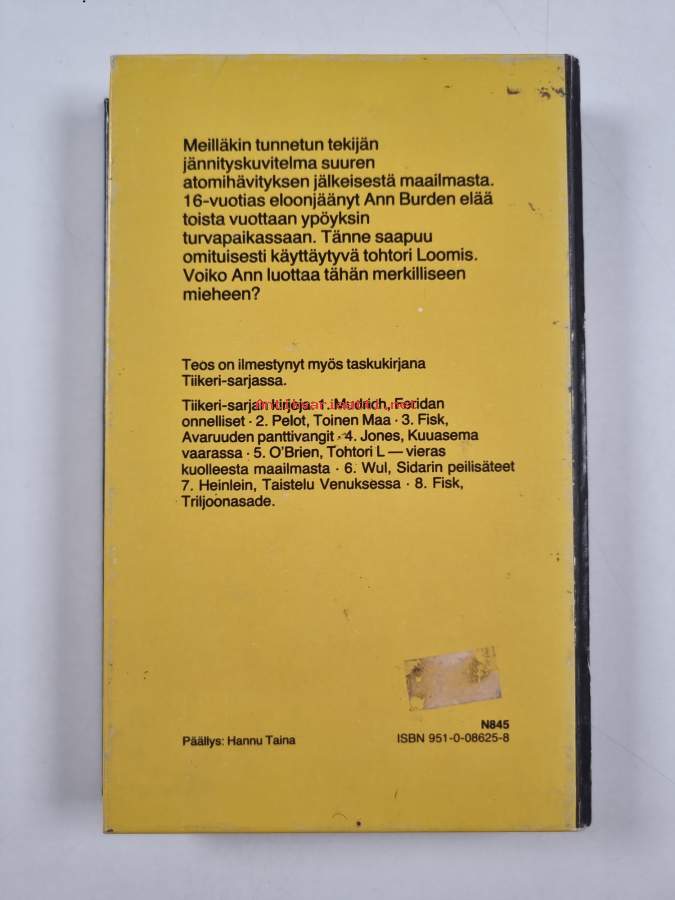 Meilläkin tunnetun tekijän
jännityskuvitelma suuren
atomihävityksen jälkeisestä maailmasta.
16-vuotias eloonjäänyt Ann Burden elää
toista vuottaan ypöyksin
turvapaikassaan. Tänne saapuu
omituisesti käyttäytyvä tohtori Loomis.
Voiko Ann luottaa tähän merkilliseen
mieheen?
Teos on ilmestynyt myös taskukirjana
Tiikeri-sarjassa.
Tiikeri-sarjan kirjoja 1. Mudrich, Feridan
onnelliset · 2. Pelot, Toinen Maa · 3. Fisk,
Avaruuden panttivangit · 4. Jones, Kuuasema
vaarassa · 5. O'Brien, Tohtori L — vieras
kuolleesta maailmasta · 6. Wul, Sidarin peilisäteet
7. Heinlein, Taistelu Venuksessa · 8. Fisk,
Triljoonasade.
N845
Päällys: Hannu Taina
ISBN 951-0-08625-8